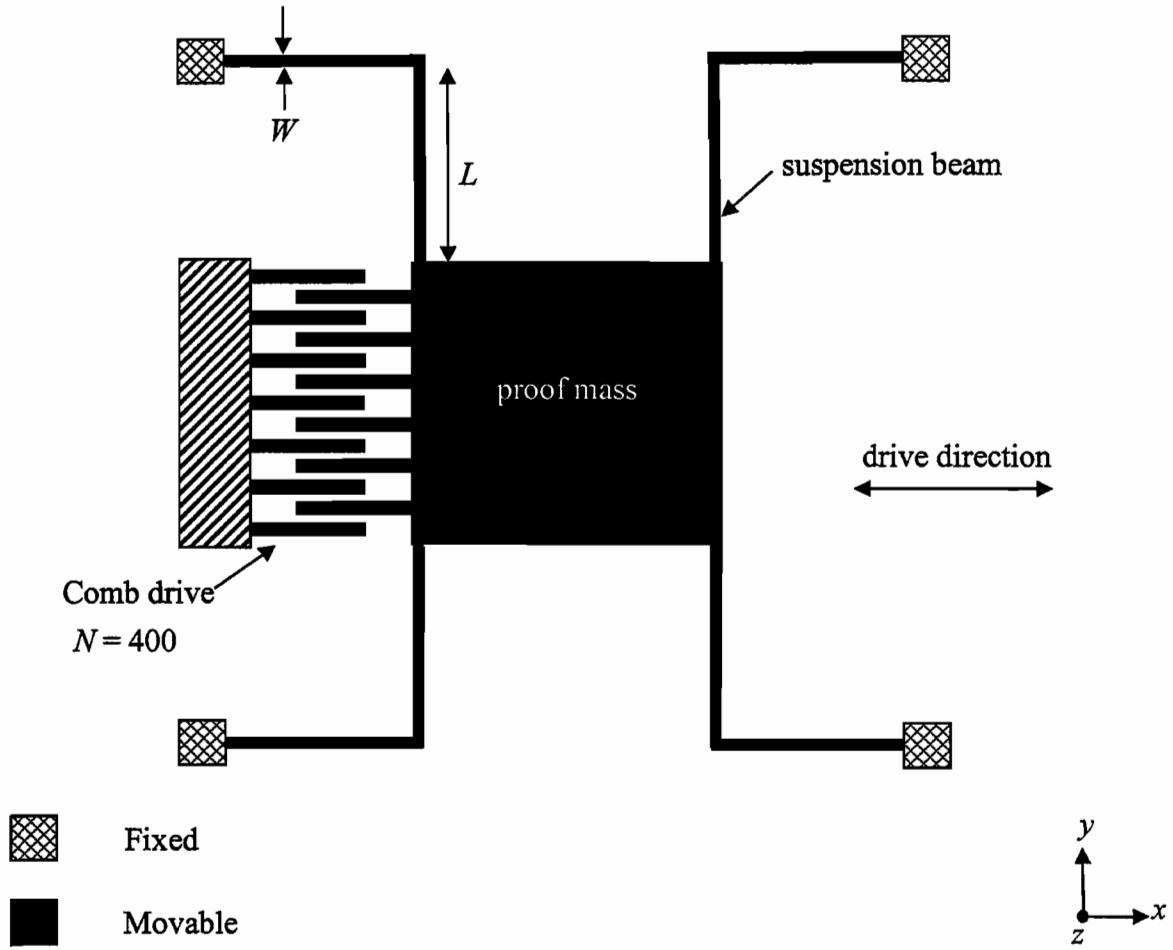 W
L
suspension beam
proof mass
drive direction
Comb drive
N = 400
Fixed
Movable
y
x
z